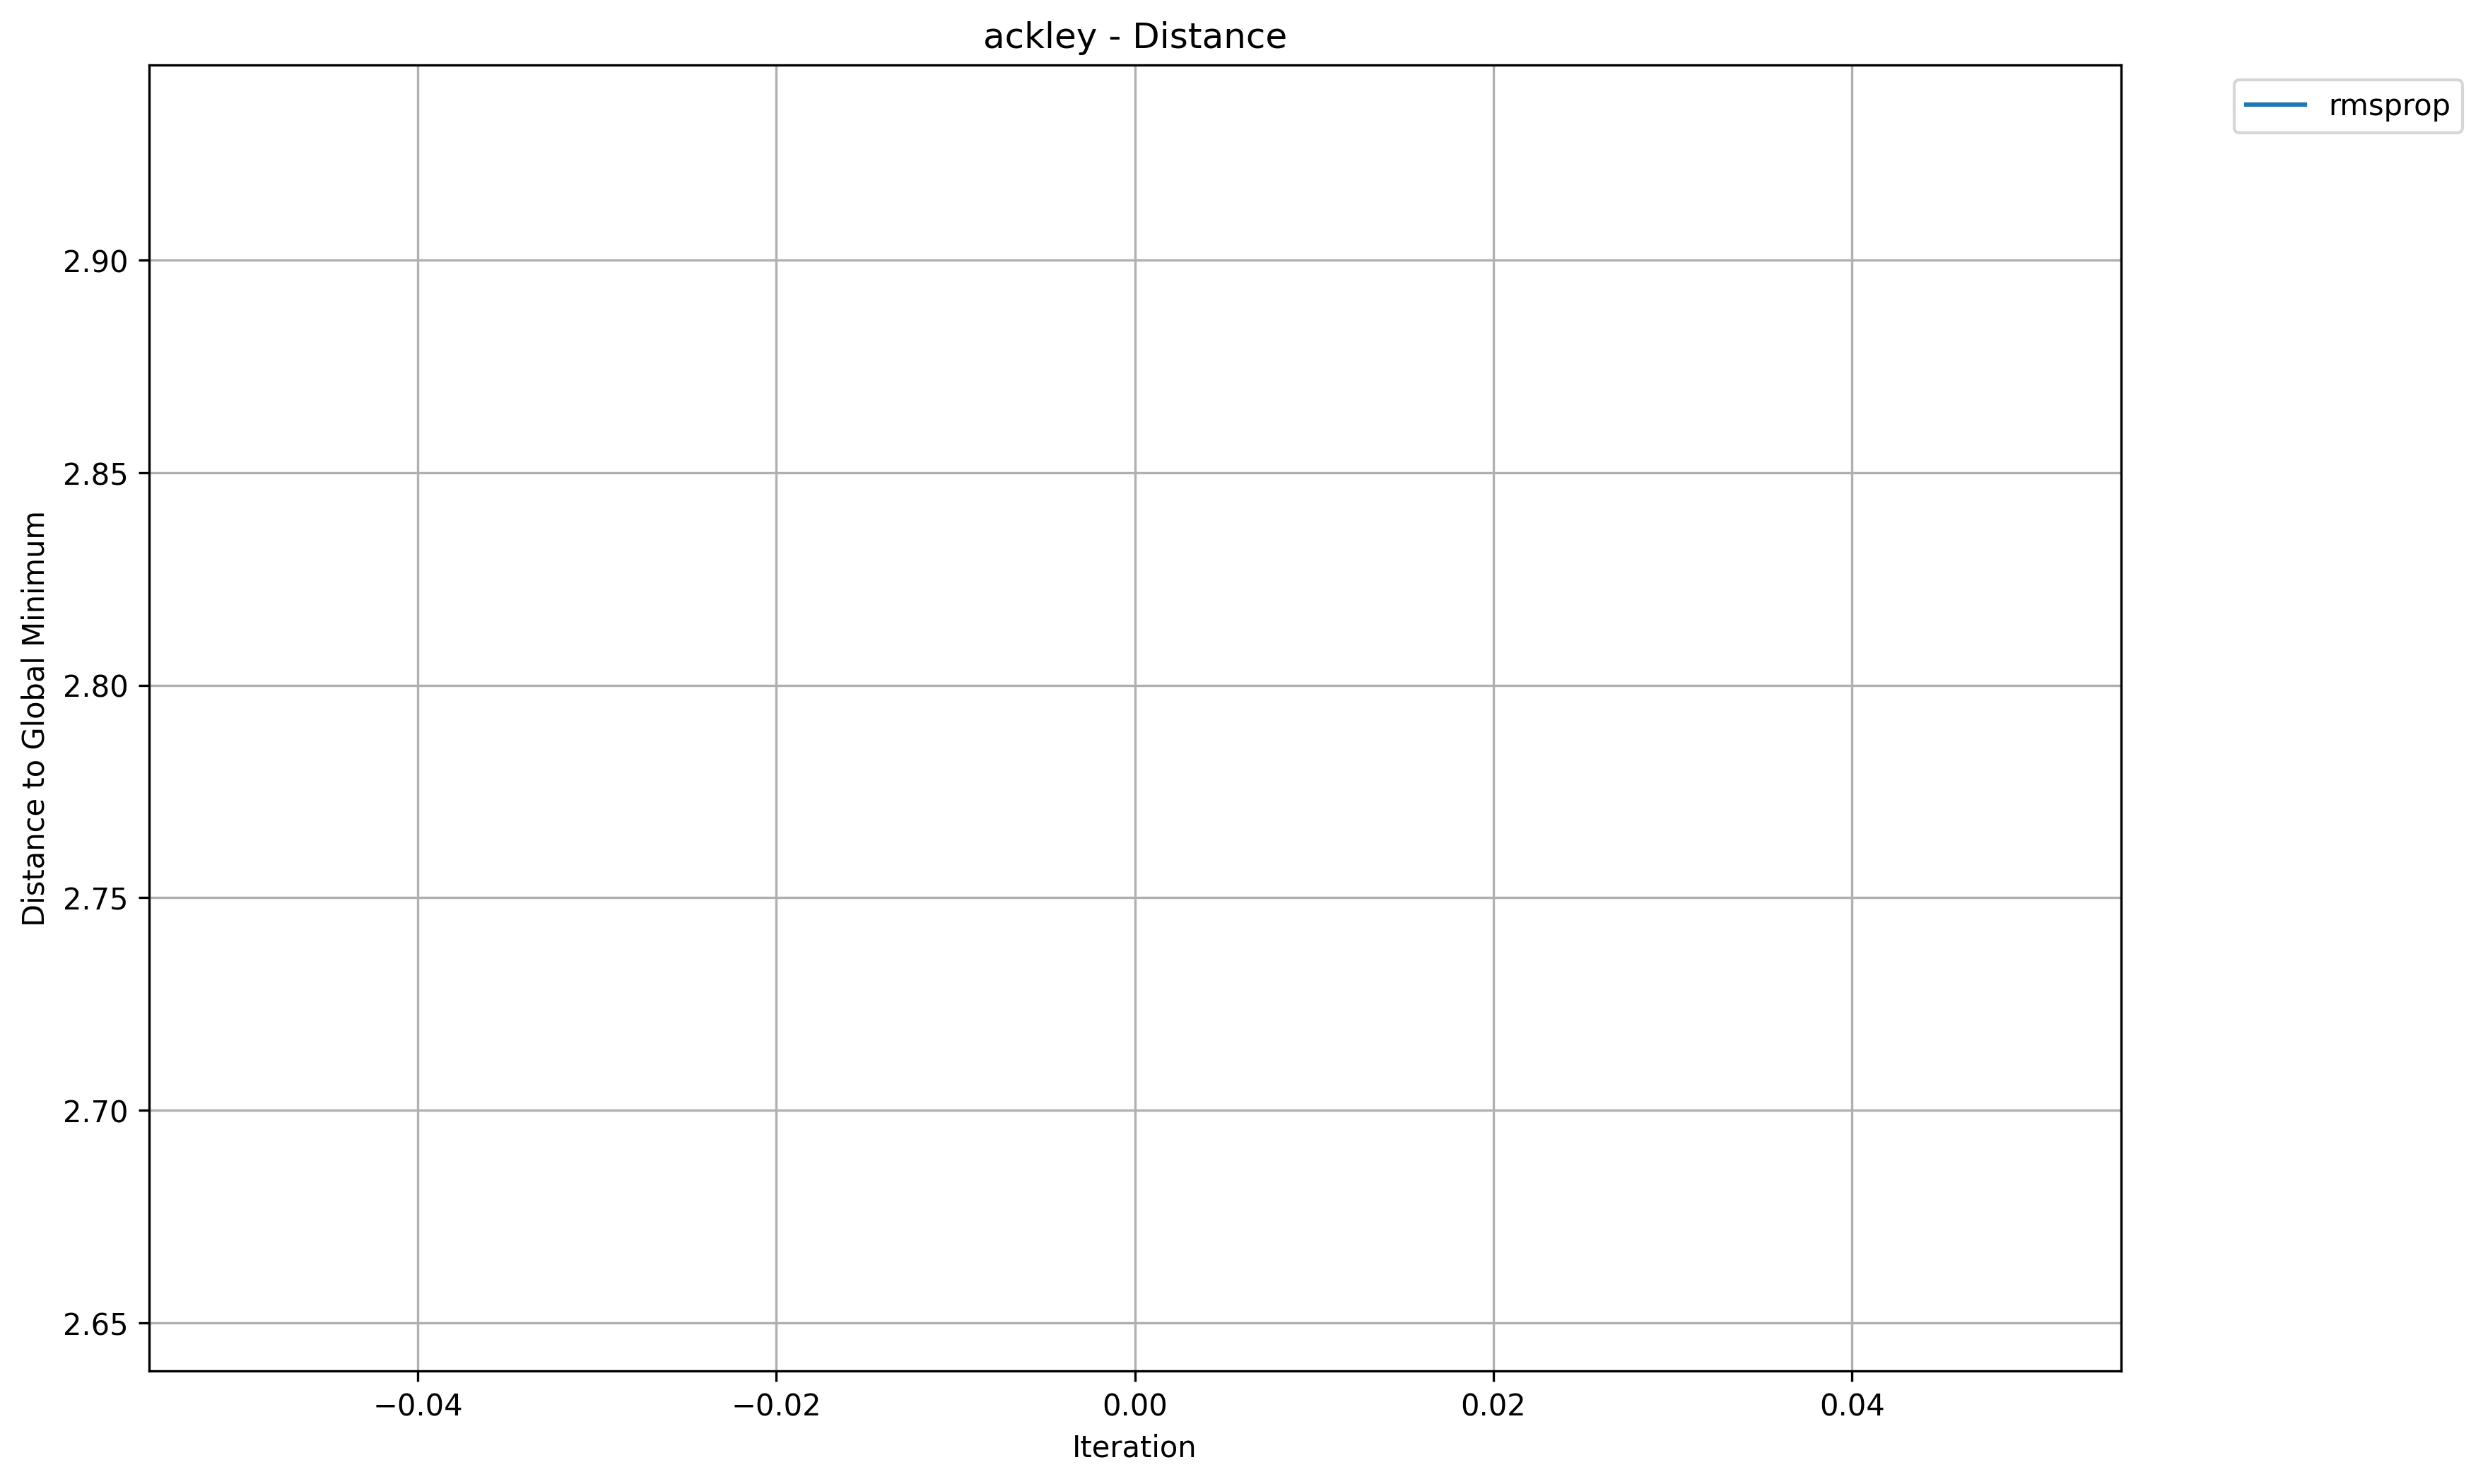 ackley - Distance
rmsprop
Distance to Global Minimum
2.90
2.85
2.80
2.75
2.70
2.65
−0.04 −0.02 0.00 0.02 0.04
Iteration